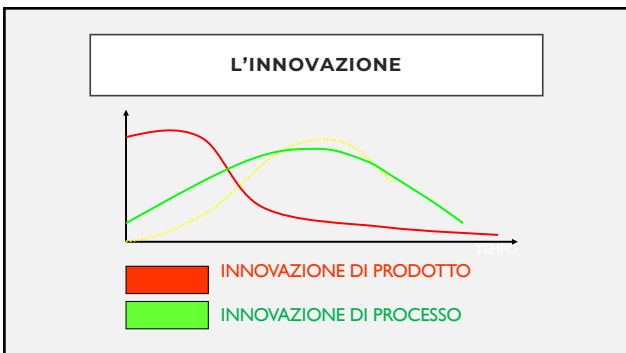 L’INNOVAZIONE
TEMPO
INNOVAZIONE DI PRODOTTO
INNOVAZIONE DI PROCESSO